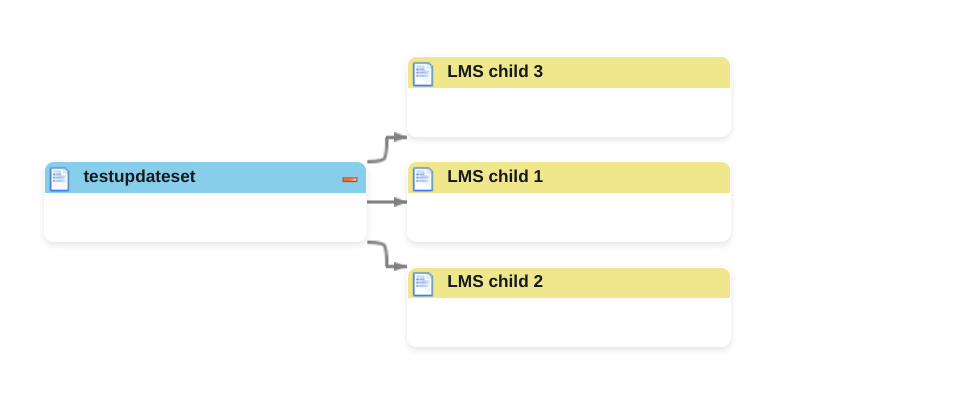 LMS child 3
testupdateset
LMS child 1
LMS child 2